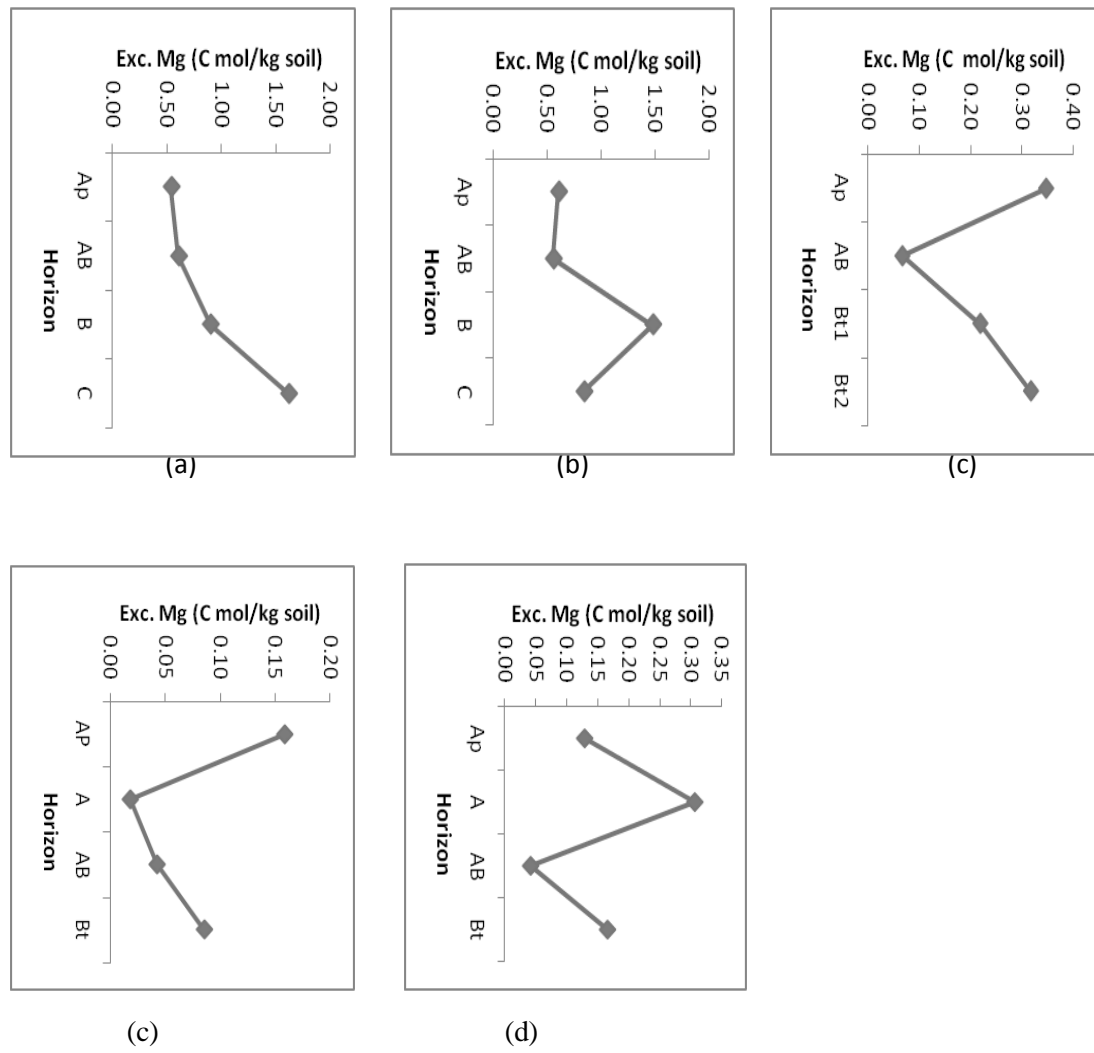 Exc. Mg (C mol/kg soil)
0.00 0.50 1.00 1.50 2.00
Ap
AB
B
C
Horizon
(a)
Exc. Mg (C mol/kg soil)
0.00 0.50 1.00 1.50 2.00
Ap
AB
B
C
Horizon
(b)
Exc. Mg (C mol/kg soil)
0.00 0.10 0.20 0.30 0.40
Ap
AB
Bt1
Bt2
Horizon
(c)
Exc. Mg (C mol/kg soil)
0.00 0.05 0.10 0.15 0.20
AP
A
AB
Bt
Horizon
(c)
Exc. Mg (C mol/kg soil)
0.00 0.05 0.10 0.15 0.20 0.25 0.30 0.35
Ap
A
AB
Bt
Horizon
(d)